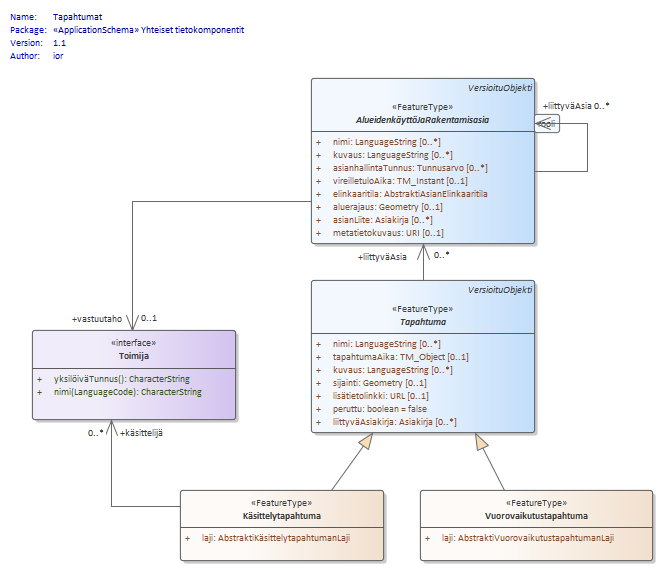 Name: Tapahtumat
Package: «ApplicationSchema» Yhteiset tietokomponentit
Version: 1.1
Author: ior
VersioituObjekti
«FeatureType»
AlueidenkäyttöJaRakentamisasia
+ nimi: LanguageString [0..*]
+ kuvaus: LanguageString [0..*]
+ asianhallintaTunnus: Tunnusarvo [0..*]
+ vireilletuloAika: TM_Instant [0..1]
+ elinkaaritila: AbstraktiAsianElinkaaritila
+ aluerajaus: Geometry [0..1]
+ asianLiite: Asiakirja [0..*]
+ metatietokuvaus: URI [0..1]
+liittyväAsia 0..*
+liittyväAsia 0..*
VersioituObjekti
«FeatureType»
Tapahtuma
+ nimi: LanguageString [0..*]
+ tapahtumaAika: TM_Object [0..1]
+ kuvaus: LanguageString [0..*]
+ sijainti: Geometry [0..1]
+ lisätietolinkki: URL [0..1]
+ peruttu: boolean = false
+ liittyväAsiakirja: Asiakirja [0..*]
+vastuutaho 0..1
«interface»
Toimija
+ yksilöiväTunnus(): CharacterString
+ nimi(LanguageCode): CharacterString
0..* +käsittelijä
«FeatureType»
Käsittelytapahtuma
+ laji: AbstraktiKäsittelytapahtumanLaji
«FeatureType»
Vuorovaikutustapahtuma
+ laji: AbstraktiVuorovaikutustapahtumanLaji